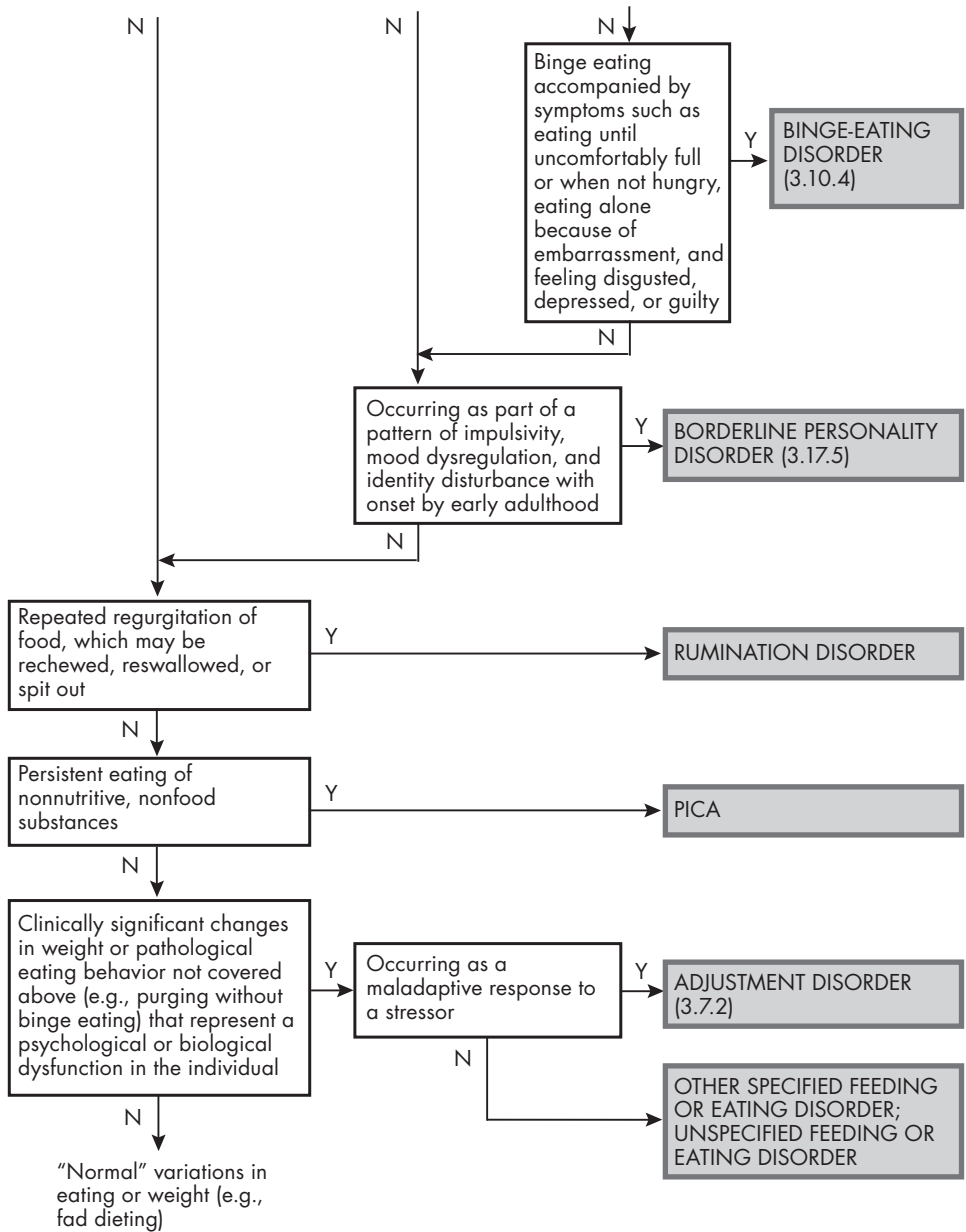 N
N
N
Binge eating
accompanied by
symptoms such as
eating until
uncomfortably full
or when not hungry,
eating alone
because of
embarrassment, and
feeling disgusted,
depressed, or guilty
Y
BINGE-EATING
DISORDER
(3.10.4)
N
Occurring as part of a
pattern of impulsivity,
mood dysregulation, and
identity disturbance with
onset by early adulthood
Y
BORDERLINE PERSONALITY
DISORDER (3.17.5)
N
Repeated regurgitation of
food, which may be
rechewed, reswallowed, or
spit out
Y
RUMINATION DISORDER
N
Persistent eating of
nonnutritive, nonfood
substances
Y
PICA
N
Clinically significant changes
in weight or pathological
eating behavior not covered
above (e.g., purging without
binge eating) that represent a
psychological or biological
dysfunction in the individual
Y
Occurring as a
maladaptive response to
a stressor
Y
ADJUSTMENT DISORDER
(3.7.2)
N
OTHER SPECIFIED FEEDING
OR EATING DISORDER;
UNSPECIFIED FEEDING OR
EATING DISORDER
N
“Normal” variations in
eating or weight (e.g.,
fad dieting)